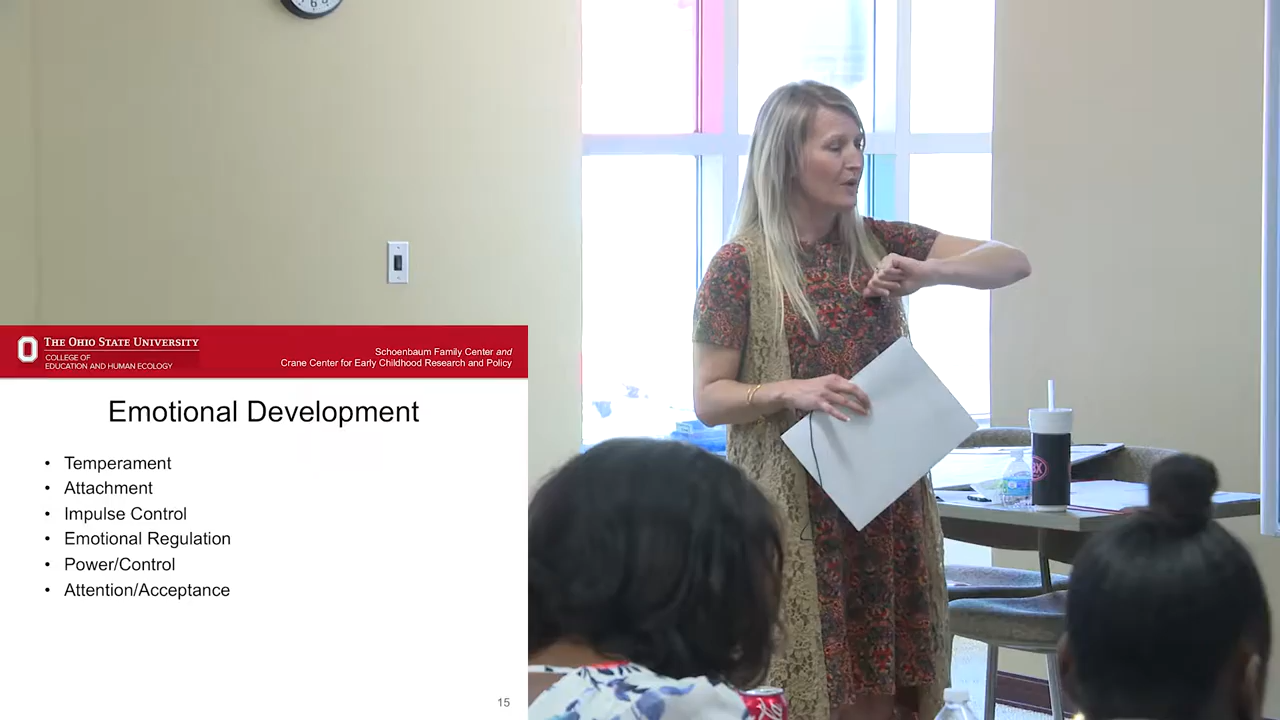 THE OHIO STATE UNIVERSITY
COLLEGE OF
EDUCATION AND HUMAN ECOLOGY
Schoenbaum Family Center and
Crane Center for Early Childhood Research and Policy
Emotional Development
• Temperament
• Attachment
• Impulse Control
• Emotional Regulation
• Power/Control
• Attention/Acceptance
15